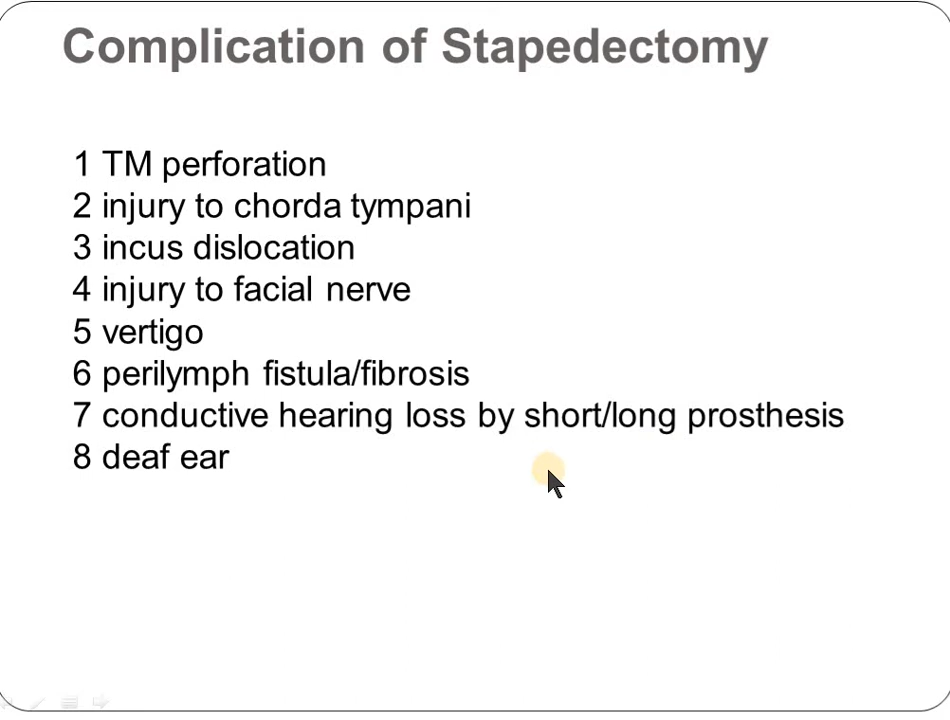 Complication of Stapedectomy
1 TM perforation
2 injury to chorda tympani
3 incus dislocation
4 injury to facial nerve
5 vertigo
6 perilymph fistula/fibrosis
7 conductive hearing loss by short/long prosthesis
8 deaf ear